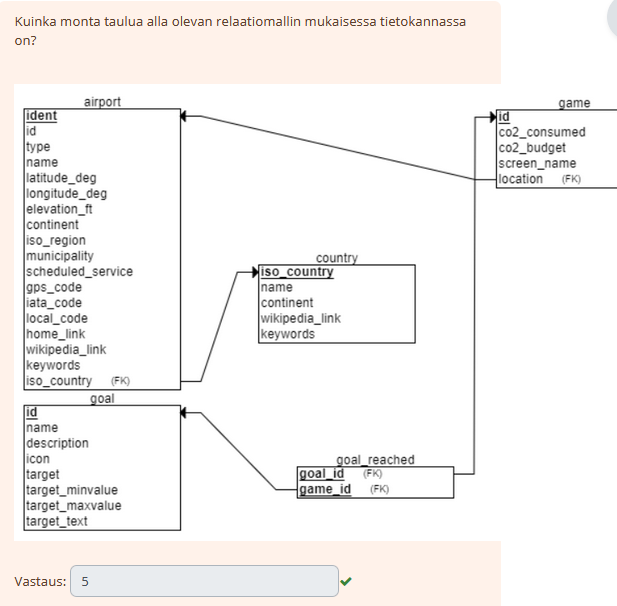 Kuinka monta taulua alla olevan relaatiomallin mukaisessa tietokannassa
on?
airport
ident
id
type
name
latitude_deg
longitude_deg
elevation_ft
continent
iso_region
municipality
scheduled_service
gps_code
iata_code
local_code
home_link
wikipedia_link
keywords
iso_country (FK)
game
id
co2_consumed
co2_budget
screen_name
location (FK)
country
iso_country
name
continent
wikipedia_link
keywords
goal
id
name
description
icon
target
target_minvalue
target_maxvalue
target_text
goal_reached
goal_id (FK)
game_id (FK)
Vastaus: 5